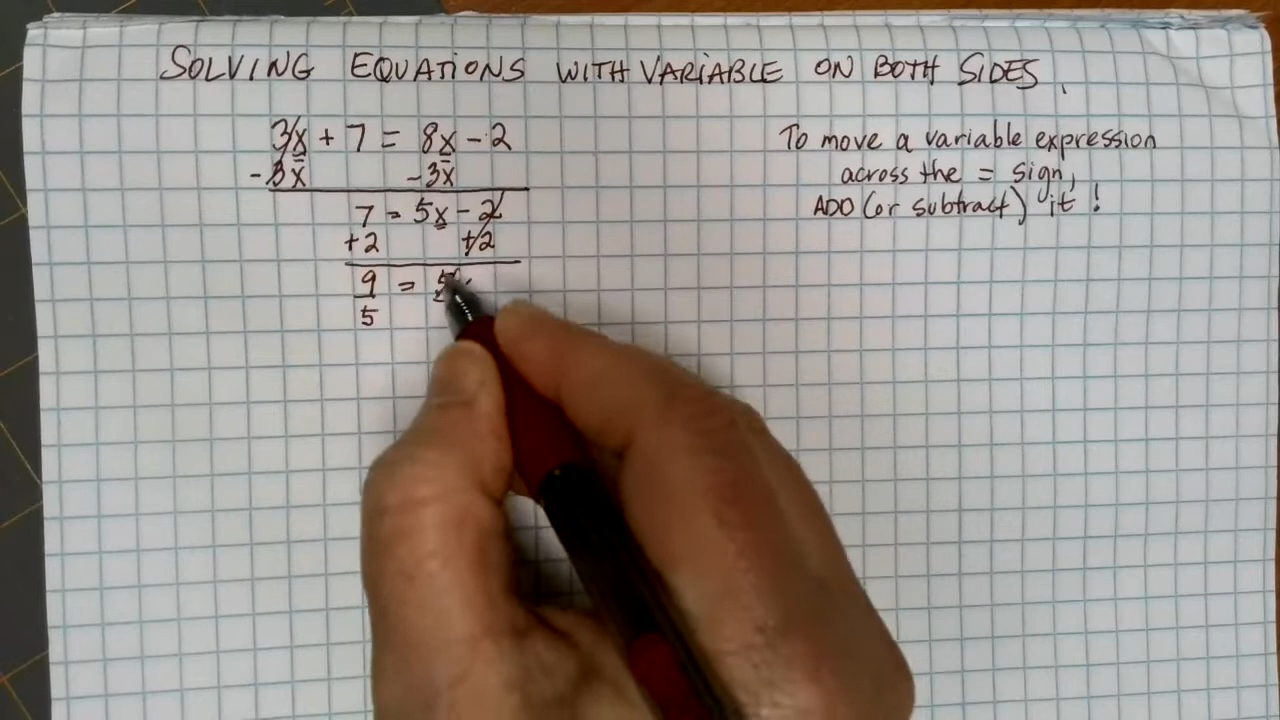 SOLVING EQUATIONS WITH VARIABLE ON BOTH SIDES.
3x + 7 = 8x - 2
-3x -3x
7 = 5x - 2
+2 +2
9 = 5
5
To move a variable expression
across the = sign,
ADD (or subtract) it !